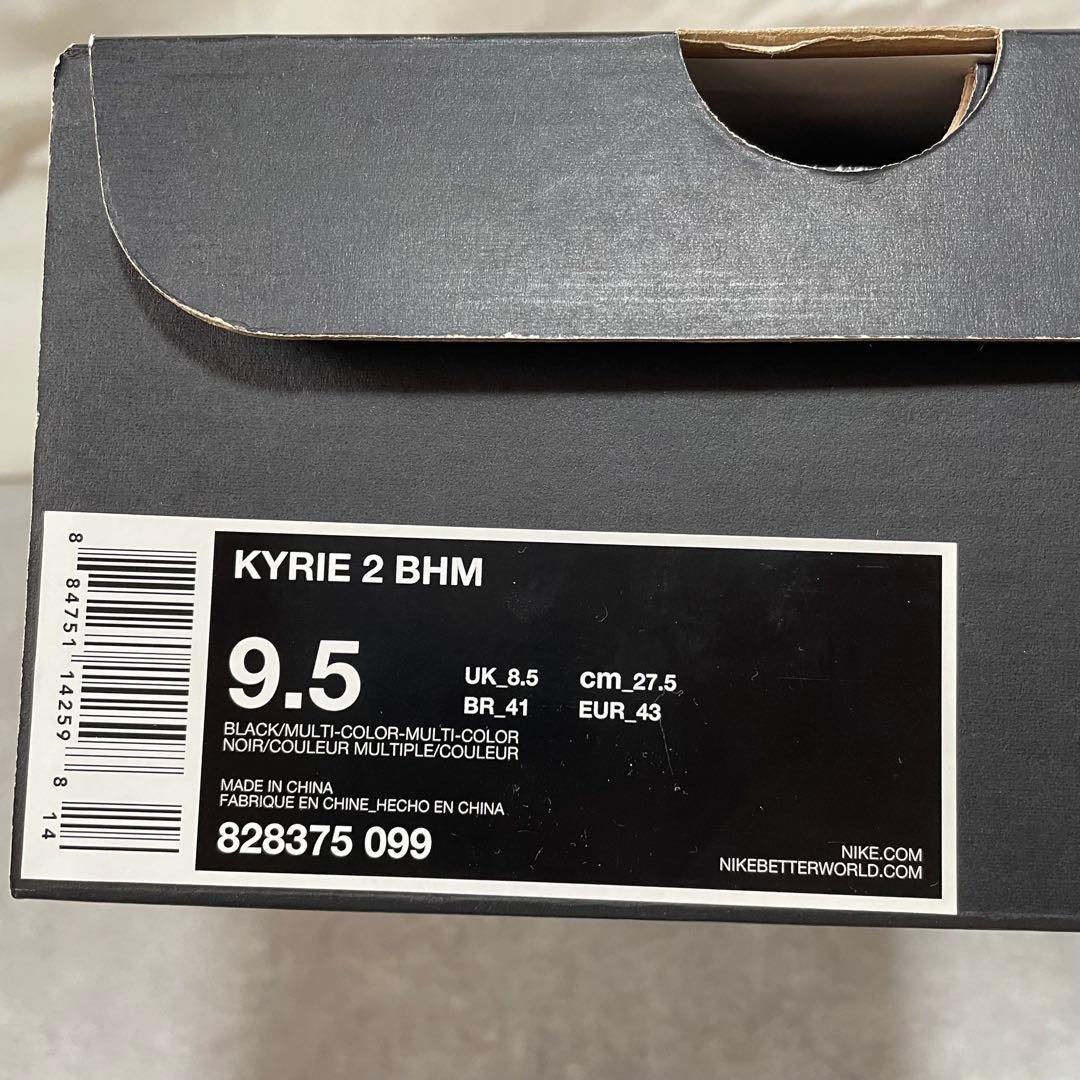 KYRIE 2 BHM
9.5
UK_8.5 cm_27.5
BR_41 EUR_43
BLACK/MULTI-COLOR-MULTI-COLOR
NOIR/COULEUR MULTIPLE/COULEUR
MADE IN CHINA
FABRIQUE EN CHINE_HECHO EN CHINA
828375 099
NIKE.COM
NIKEBETTERWORLD.COM
8 84751 14259 8 14